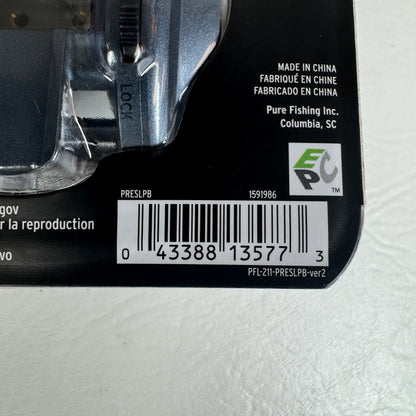 LOCK
MADE IN CHINA
FABRIQUÉ EN CHINE
FABRICADO EN CHINA
Pure Fishing Inc.
Columbia, SC
EPC
TM
PRESLPB 1591986
gov
r la reproduction
vo
0 43388 13577 3
PFL-211-PRESLPB-ver2